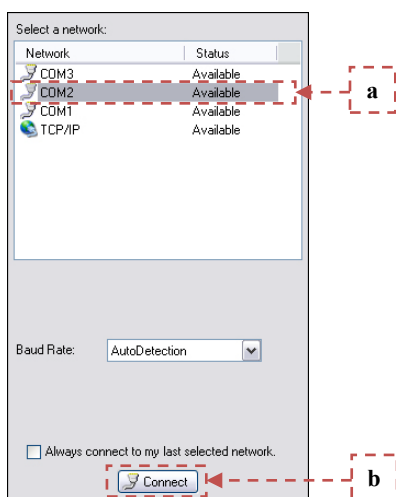 Select a network:
Network Status
COM3 Available
COM2 Available
a
COM1 Available
TCP/IP Available
Baud Rate: AutoDetection
Always connect to my last selected network.
Connect
b